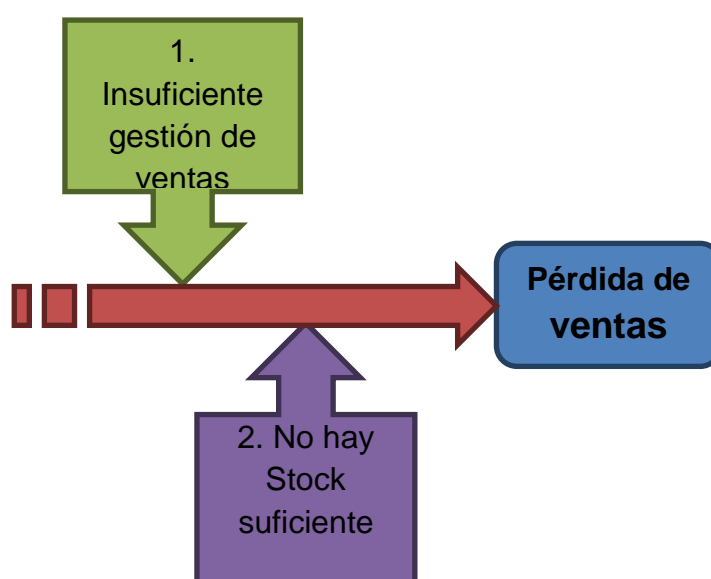 1.
Insuficiente
gestión de
ventas
Pérdida de
ventas
2. No hay
Stock
suficiente